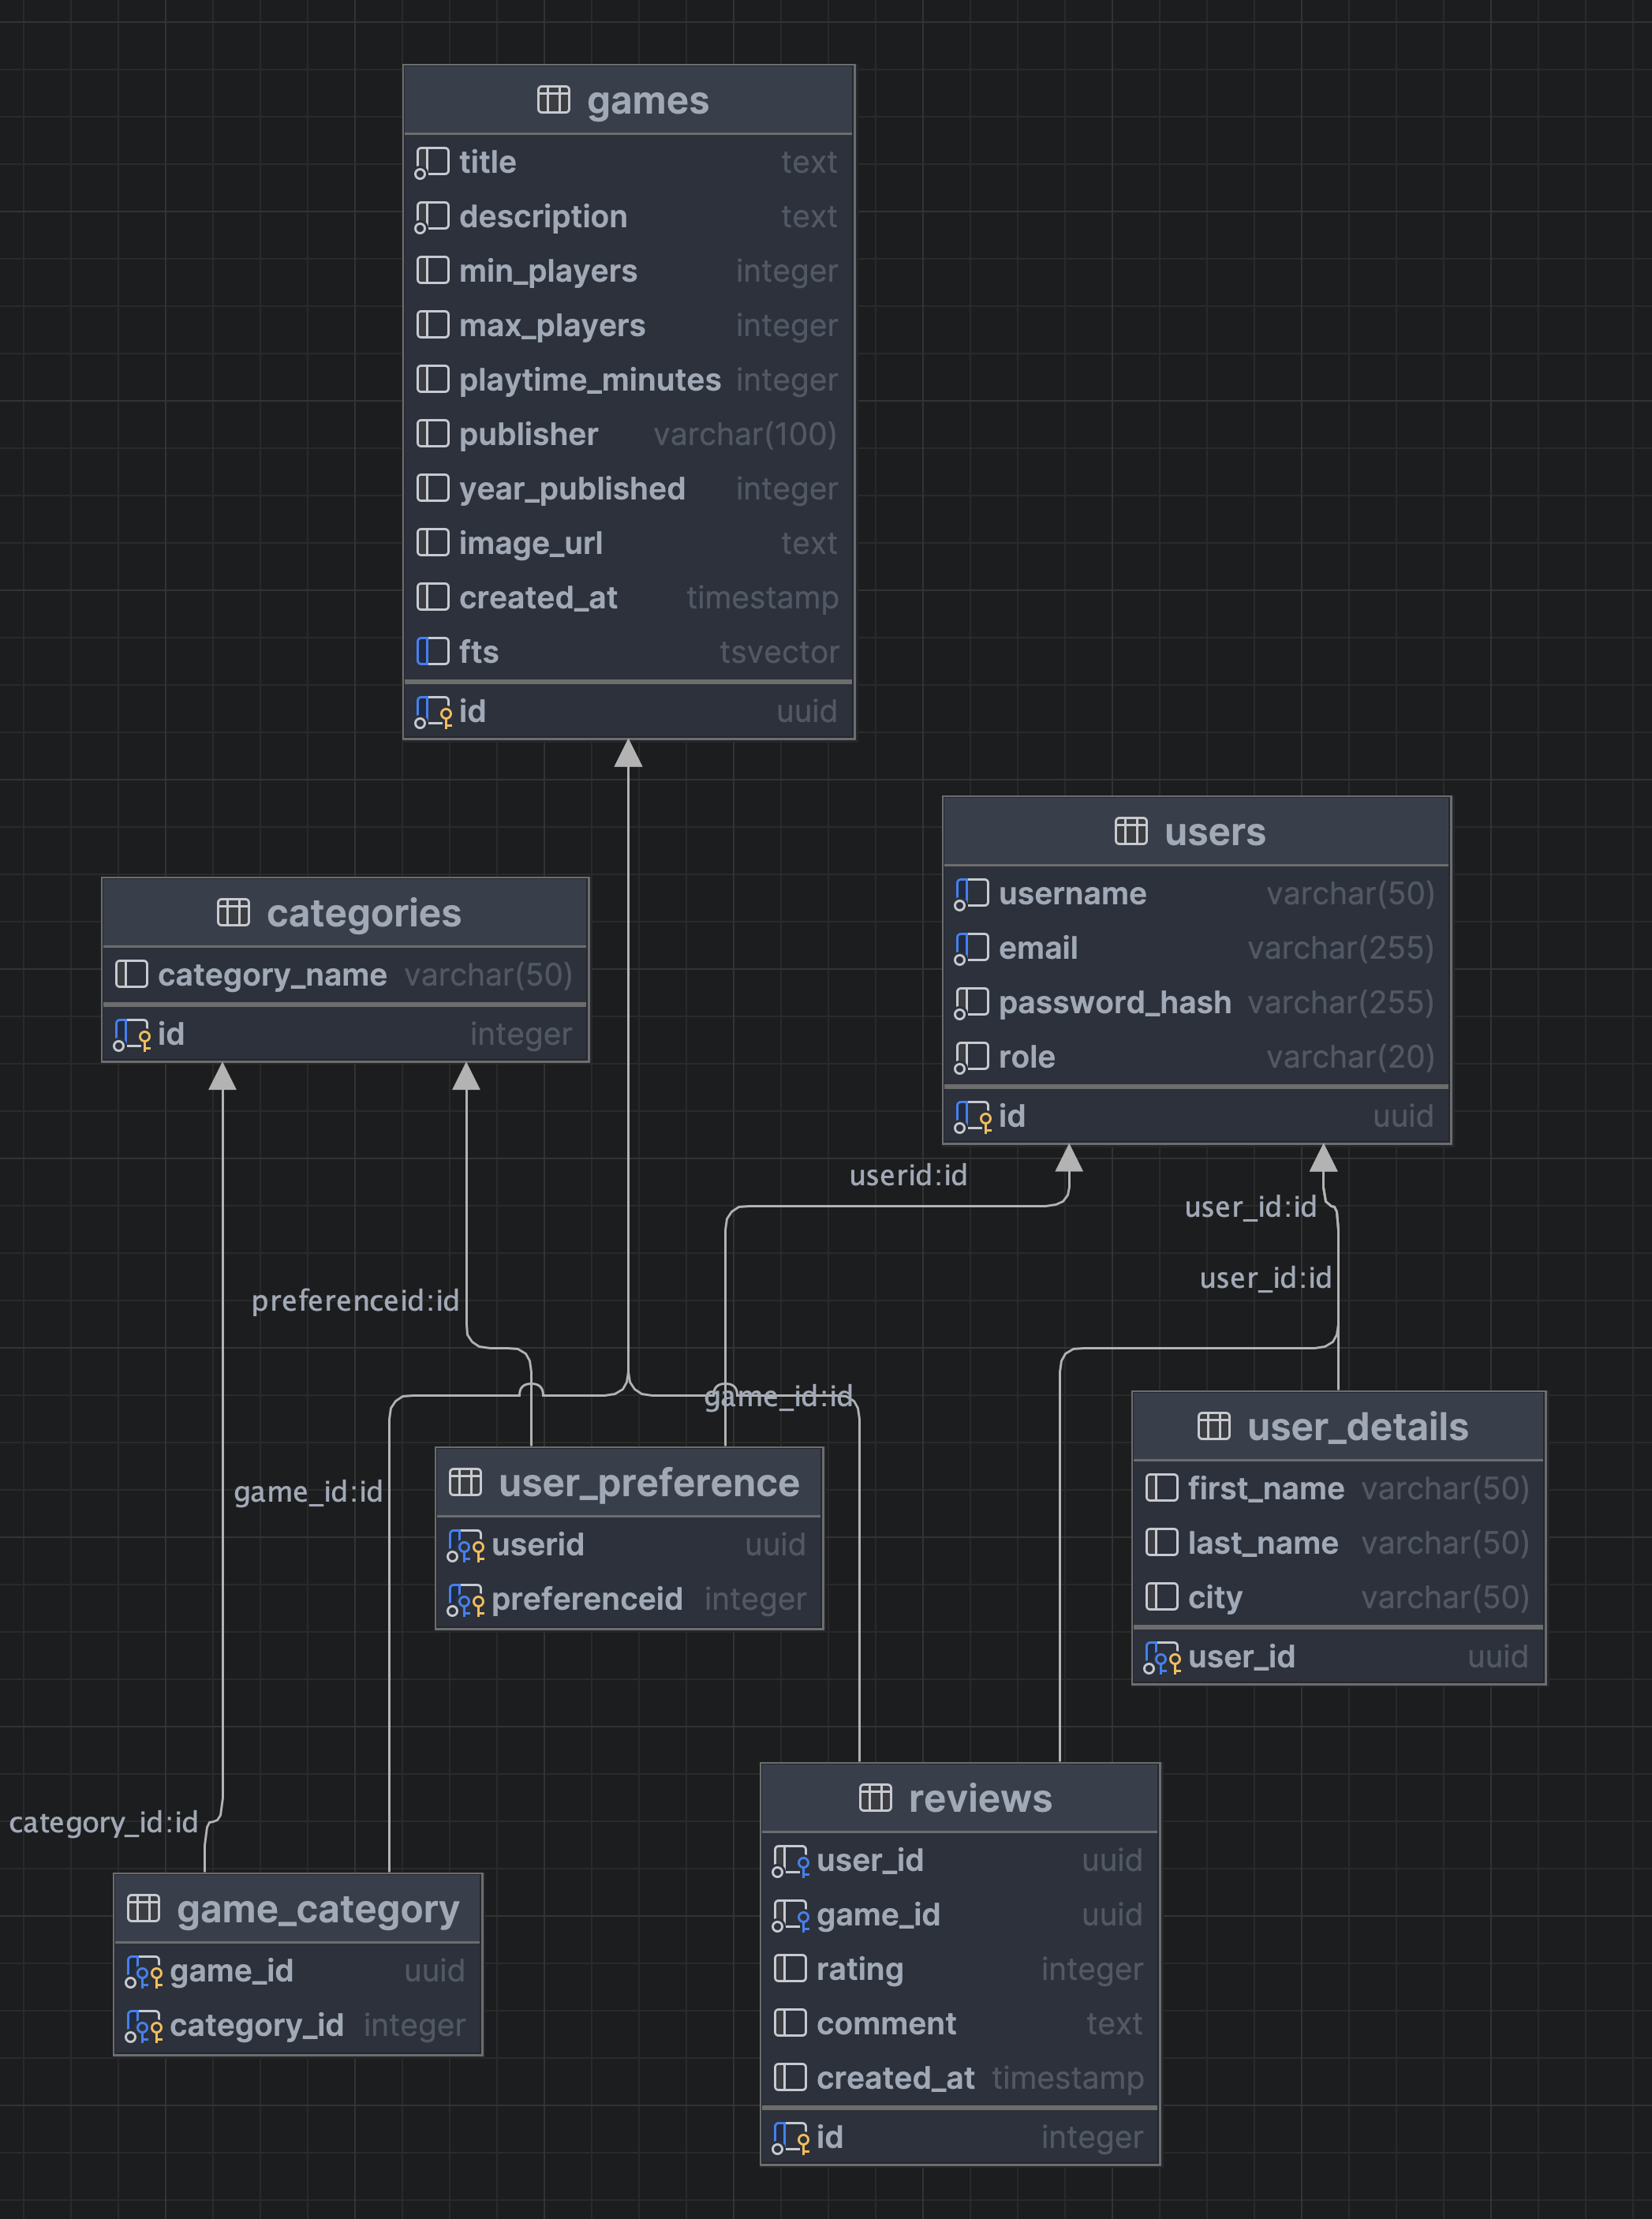 games
title text
description text
min_players integer
max_players integer
playtime_minutes integer
publisher varchar(100)
year_published integer
image_url text
created_at timestamp
fts tsvector
id uuid
users
username varchar(50)
email varchar(255)
password_hash varchar(255)
role varchar(20)
id uuid
categories
category_name varchar(50)
id integer
userid:id
user_id:id
user_id:id
preferenceid:id
game_id:id
game_id:id
user_preference
userid uuid
preferenceid integer
user_details
first_name varchar(50)
last_name varchar(50)
city varchar(50)
user_id uuid
category_id:id
game_category
game_id uuid
category_id integer
reviews
user_id uuid
game_id uuid
rating integer
comment text
created_at timestamp
id integer